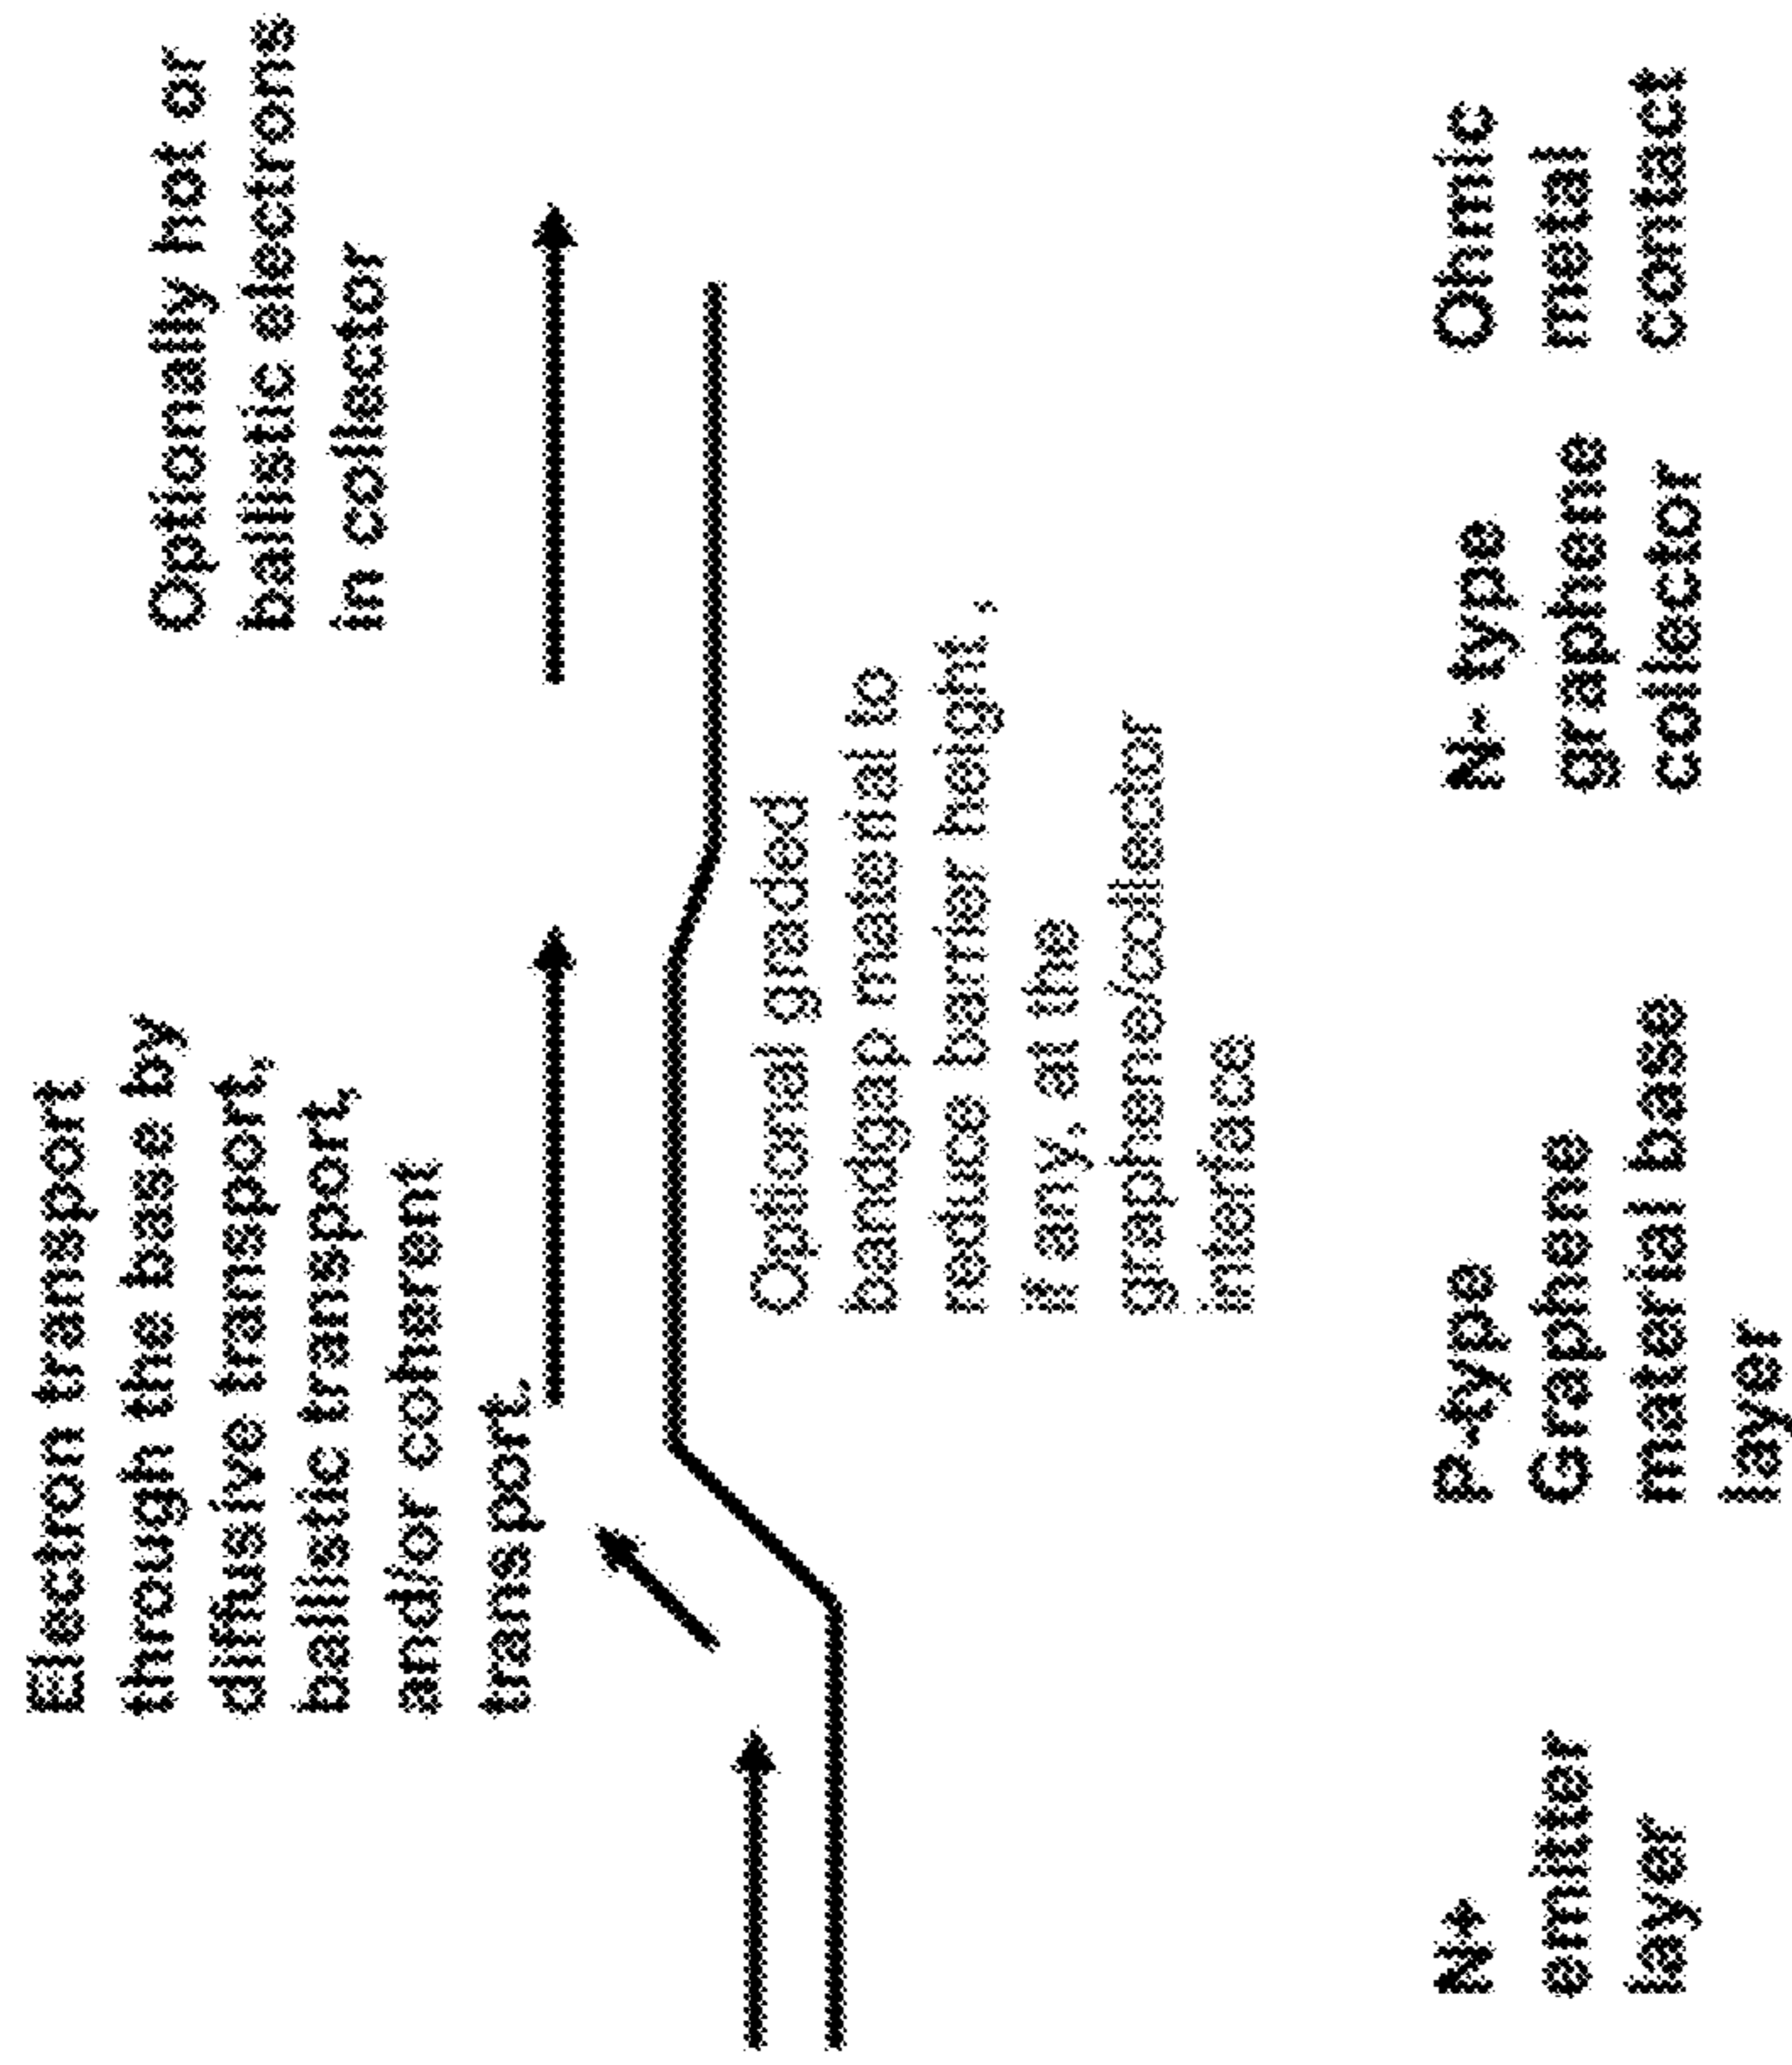 Electron transport
through the base by
diffusive transport,
ballistic transport,
and/or coherent
transport.
Optionally hot or
ballistic electrons
in collector
Optional graded
bandgap material to
reduce barrier height,
if any, at the
graphene/collector
interface
N+
emitter
layer
P-type
Graphene
material base
layer
N- type
graphene
collector
Ohmic
metal
contact